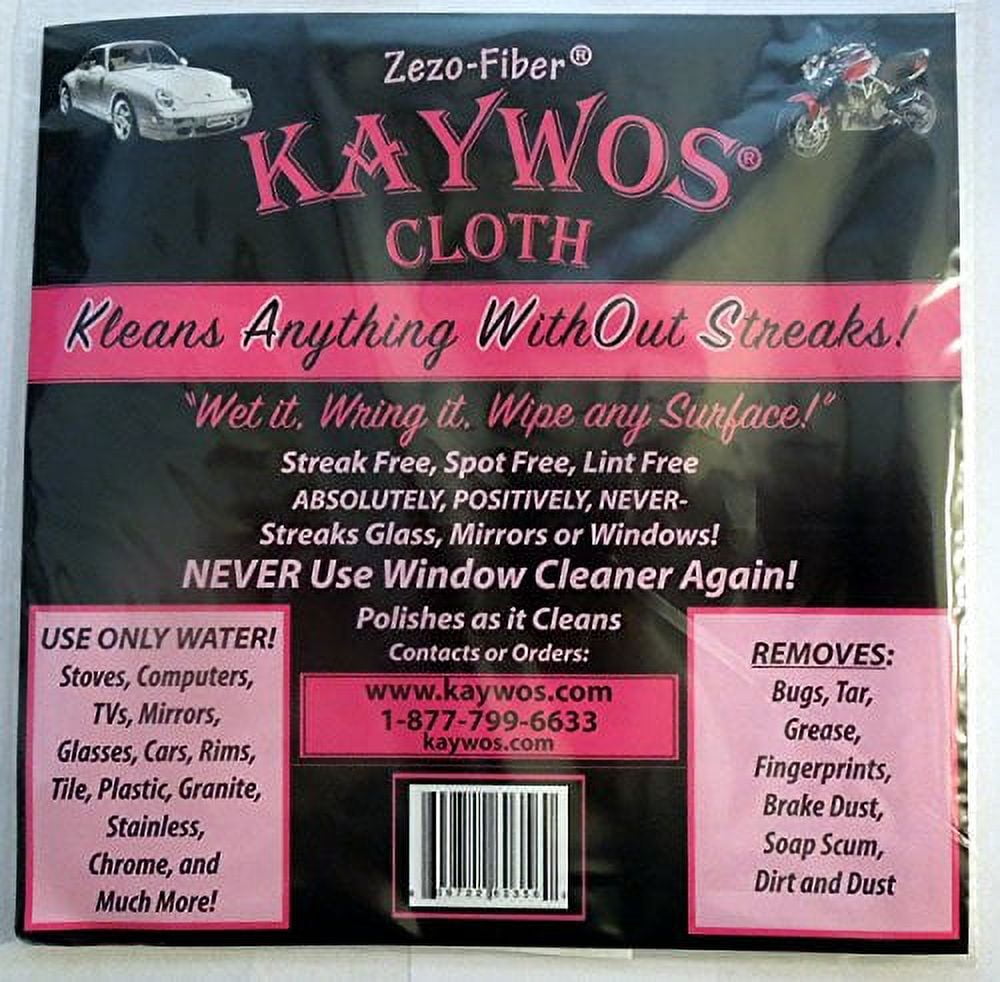 Zezo-Fiber®
KAYWOS®
CLOTH
Kleans Anything WithOut Streaks!
"Wet it, Wring it, Wipe any Surface!"
Streak Free, Spot Free, Lint Free
ABSOLUTELY, POSITIVELY, NEVER-
Streaks Glass, Mirrors or Windows!
NEVER Use Window Cleaner Again!
Polishes as it Cleans
Contacts or Orders:
www.kaywos.com
1-877-799-6633
kaywos.com
USE ONLY WATER!
Stoves, Computers,
TVs, Mirrors,
Glasses, Cars, Rims,
Tile, Plastic, Granite,
Stainless,
Chrome, and
Much More!
REMOVES:
Bugs, Tar,
Grease,
Fingerprints,
Brake Dust,
Soap Scum,
Dirt and Dust